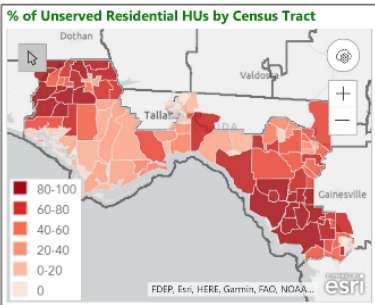 % of Unserved Residential HUs by Census Tract
Dothan
Valdosta
+
Tallah
−
Gainesville
80-100
60-80
40-60
20-40
0-20
0
FDEP, Esri, HERE, Garmin, FAO, NOAA...
esri